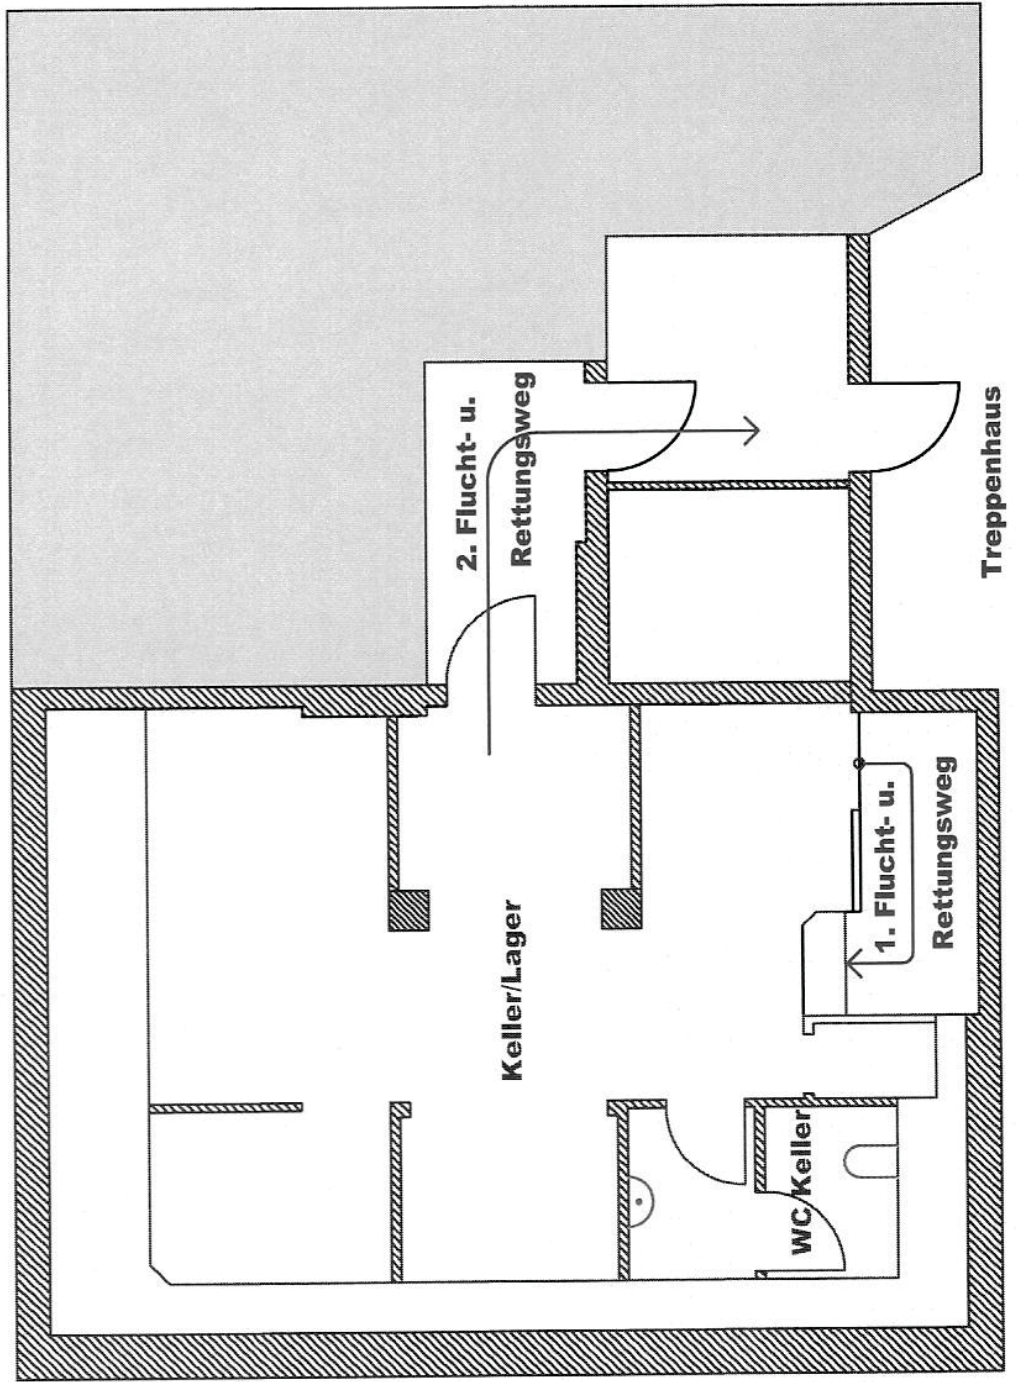 2. Flucht- u.
Rettungsweg
Treppenhaus
Keller/Lager
1. Flucht- u.
Rettungsweg
WC/Keller